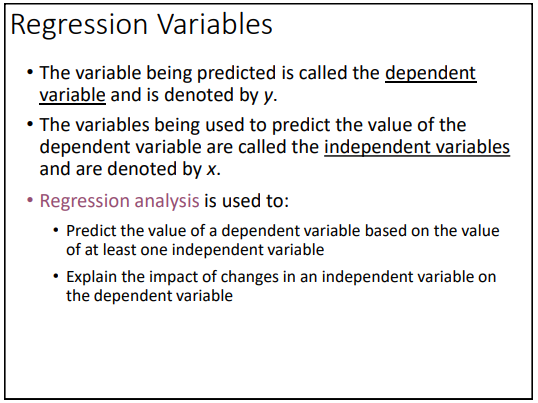 Regression Variables
• The variable being predicted is called the dependent
variable and is denoted by y.
• The variables being used to predict the value of the
dependent variable are called the independent variables
and are denoted by x.
• Regression analysis is used to:
• Predict the value of a dependent variable based on the value
of at least one independent variable
• Explain the impact of changes in an independent variable on
the dependent variable